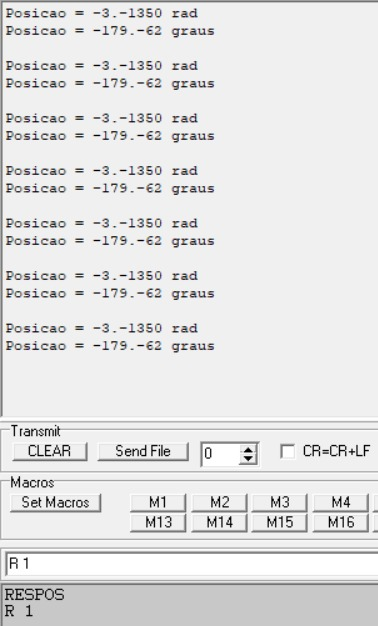 Posicao = -3.-1350 rad
Posicao = -179.-62 graus
Posicao = -3.-1350 rad
Posicao = -179.-62 graus
Posicao = -3.-1350 rad
Posicao = -179.-62 graus
Posicao = -3.-1350 rad
Posicao = -179.-62 graus
Posicao = -3.-1350 rad
Posicao = -179.-62 graus
Posicao = -3.-1350 rad
Posicao = -179.-62 graus
Posicao = -3.-1350 rad
Posicao = -179.-62 graus
Transmit
CLEAR Send File 0 CR=CR+LF
Macros
Set Macros M1 M2 M3 M4
M13 M14 M15 M16
R 1
RESPOS
R 1